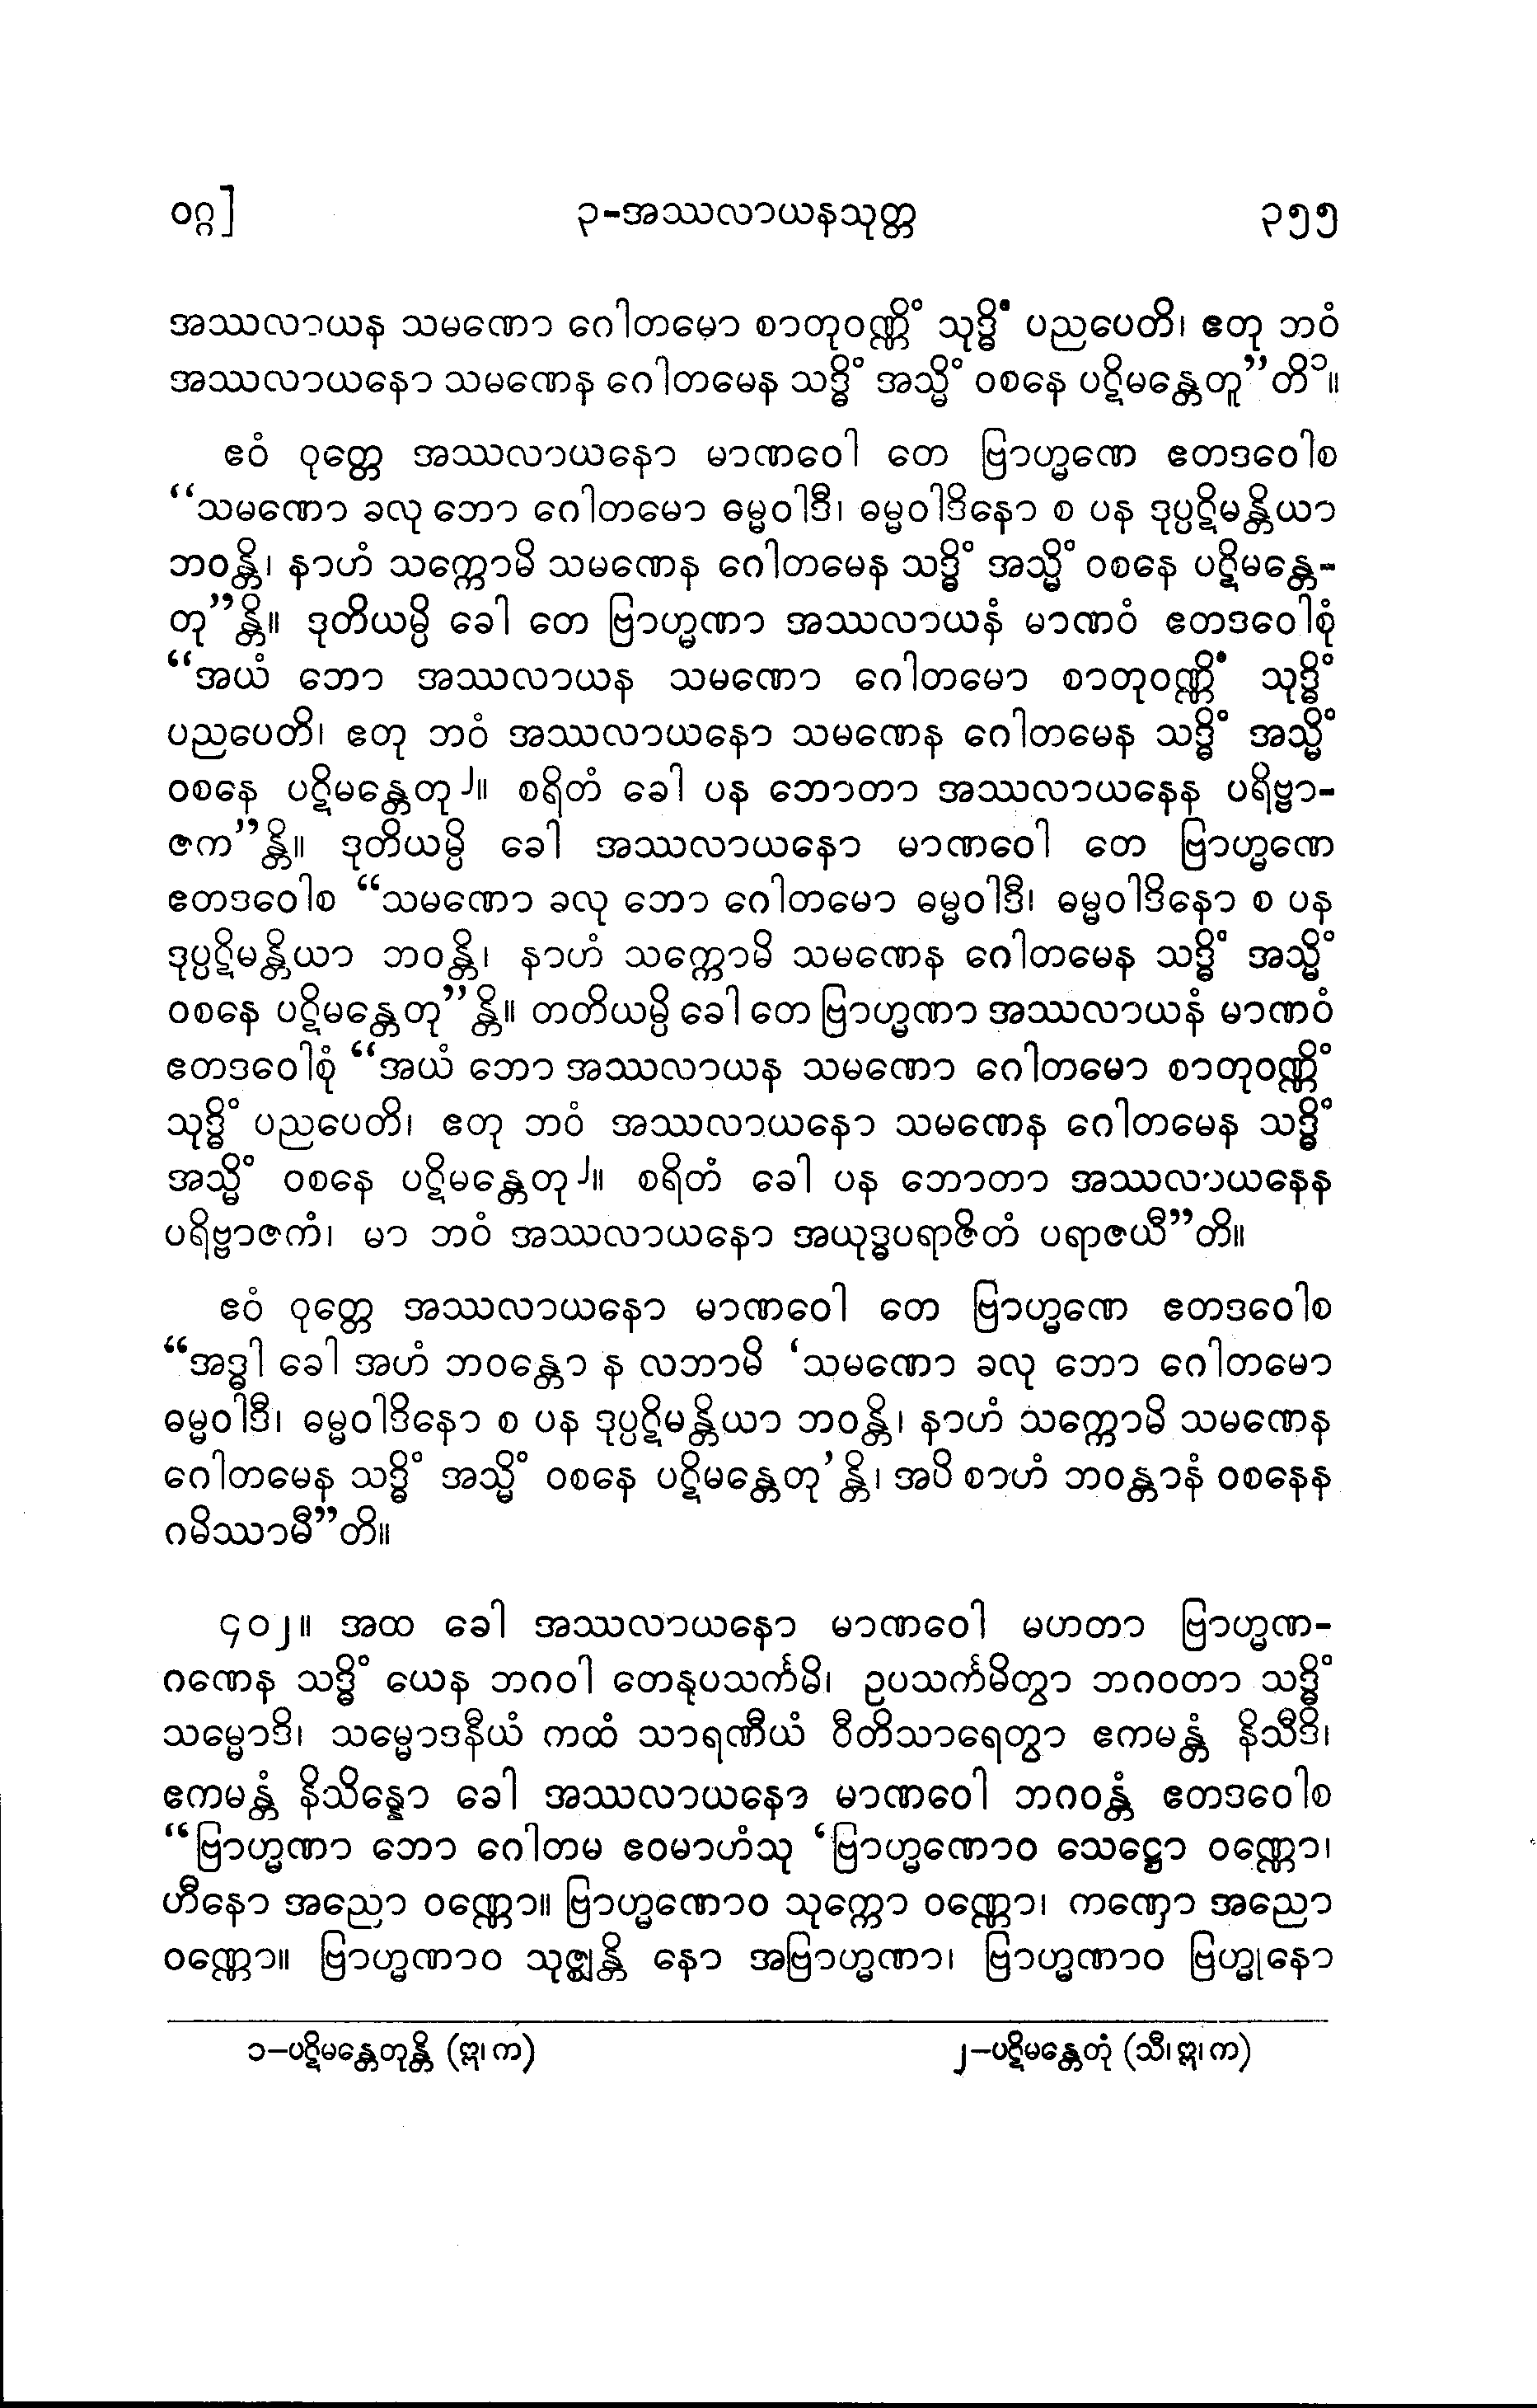 ဝဂ္ဂ] ၃-အဿလာယနသုတ္တ ၃၅၅
အဿလာယန သမဏော ဂေါတမော စာတုဝဏ္ဏိံ သုဒ္ဓိံ ပညပေတိ၊ ဧတု ဘဝံ
အဿလာယနော သမဏေန ဂေါတမေန သဒ္ဓိံ အသ္မိံ ဝစနေ ပဋိမန္တေတူ”တိ၁။
ဧဝံ ဝုတ္တေ အဿလာယနော မာဏဝေါ တေ ဗြာဟ္မဏေ ဧတဒဝေါစ
“သမဏော ခလု ဘော ဂေါတမော ဓမ္မဝါဒီ၊ ဓမ္မဝါဒိနော စ ပန ဒုပ္ပဋိမန္တိယာ
ဘဝန္တိ၊ နာဟံ သက္ကောမိ သမဏေန ဂေါတမေန သဒ္ဓိံ အသ္မိံ ဝစနေ ပဋိမန္တေ-
တု”န္တိ။ ဒုတိယမ္ပိ ခေါ တေ ဗြာဟ္မဏာ အဿလာယနံ မာဏဝံ ဧတဒဝေါစုံ
“အယံ ဘော အဿလာယန သမဏော ဂေါတမော စာတုဝဏ္ဏိံ သုဒ္ဓိံ
ပညပေတိ၊ ဧတု ဘဝံ အဿလာယနော သမဏေန ဂေါတမေန သဒ္ဓိံ အသ္မိံ
ဝစနေ ပဋိမန္တေတု၂။ စရိတံ ခေါ ပန ဘောတာ အဿလာယနေန ပရိဗ္ဗာ-
ဇက”န္တိ။ ဒုတိယမ္ပိ ခေါ အဿလာယနော မာဏဝေါ တေ ဗြာဟ္မဏေ
ဧတဒဝေါစ “သမဏော ခလု ဘော ဂေါတမော ဓမ္မဝါဒီ၊ ဓမ္မဝါဒိနော စ ပန
ဒုပ္ပဋိမန္တိယာ ဘဝန္တိ၊ နာဟံ သက္ကောမိ သမဏေန ဂေါတမေန သဒ္ဓိံ အသ္မိံ
ဝစနေ ပဋိမန္တေတု”န္တိ။ တတိယမ္ပိ ခေါ တေ ဗြာဟ္မဏာ အဿလာယနံ မာဏဝံ
ဧတဒဝေါစုံ “အယံ ဘော အဿလာယန သမဏော ဂေါတမော စာတုဝဏ္ဏိံ
သုဒ္ဓိံ ပညပေတိ၊ ဧတု ဘဝံ အဿလာယနော သမဏေန ဂေါတမေန သဒ္ဓိံ
အသ္မိံ ဝစနေ ပဋိမန္တေတု၂။ စရိတံ ခေါ ပန ဘောတာ အဿလာယနေန
ပရိဗ္ဗာဇကံ၊ မာ ဘဝံ အဿလာယနော အယုဒ္ဓပရာဇိတံ ပရာဇယီ”တိ။
ဧဝံ ဝုတ္တေ အဿလာယနော မာဏဝေါ တေ ဗြာဟ္မဏေ ဧတဒဝေါစ
“အဒ္ဓါ ခေါ အဟံ ဘဝန္တော န လဘာမိ ‘သမဏော ခလု ဘော ဂေါတမော
ဓမ္မဝါဒီ၊ ဓမ္မဝါဒိနော စ ပန ဒုပ္ပဋိမန္တိယာ ဘဝန္တိ၊ နာဟံ သက္ကောမိ သမဏေန
ဂေါတမေန သဒ္ဓိံ အသ္မိံ ဝစနေ ပဋိမန္တေတု’န္တိ၊ အပိ စာဟံ ဘဝန္တာနံ ဝစနေန
ဂမိဿာမီ”တိ။
၄၀၂။ အထ ခေါ အဿလာယနော မာဏဝေါ မဟတာ ဗြာဟ္မဏ-
ဂဏေန သဒ္ဓိံ ယေန ဘဂဝါ တေနုပသင်္ကမိ၊ ဥပသင်္ကမိတွာ ဘဂဝတာ သဒ္ဓိံ
သမ္မောဒိ၊ သမ္မောဒနီယံ ကထံ သာရဏီယံ ဝီတိသာရေတွာ ဧကမန္တံ နိသီဒိ၊
ဧကမန္တံ နိသိန္နော ခေါ အဿလာယနော မာဏဝေါ ဘဂဝန္တံ ဧတဒဝေါစ
“ဗြာဟ္မဏာ ဘော ဂေါတမ ဧဝမာဟံသု ‘ဗြာဟ္မဏောဝ သေဋ္ဌော ဝဏ္ဏော၊
ဟီနော အညော ဝဏ္ဏော။ ဗြာဟ္မဏောဝ သုက္ကော ဝဏ္ဏော၊ ကဏှော အညော
ဝဏ္ဏော။ ဗြာဟ္မဏာဝ သုဇ္ဈန္တိ နော အဗြာဟ္မဏာ၊ ဗြာဟ္မဏာဝ ဗြဟ္မုနော
၁–ပဋိမန္တေတုန္တိ (ဣ၊ က) ၂–ပဋိမန္တေတုံ (သီ၊ ဣ၊ က)